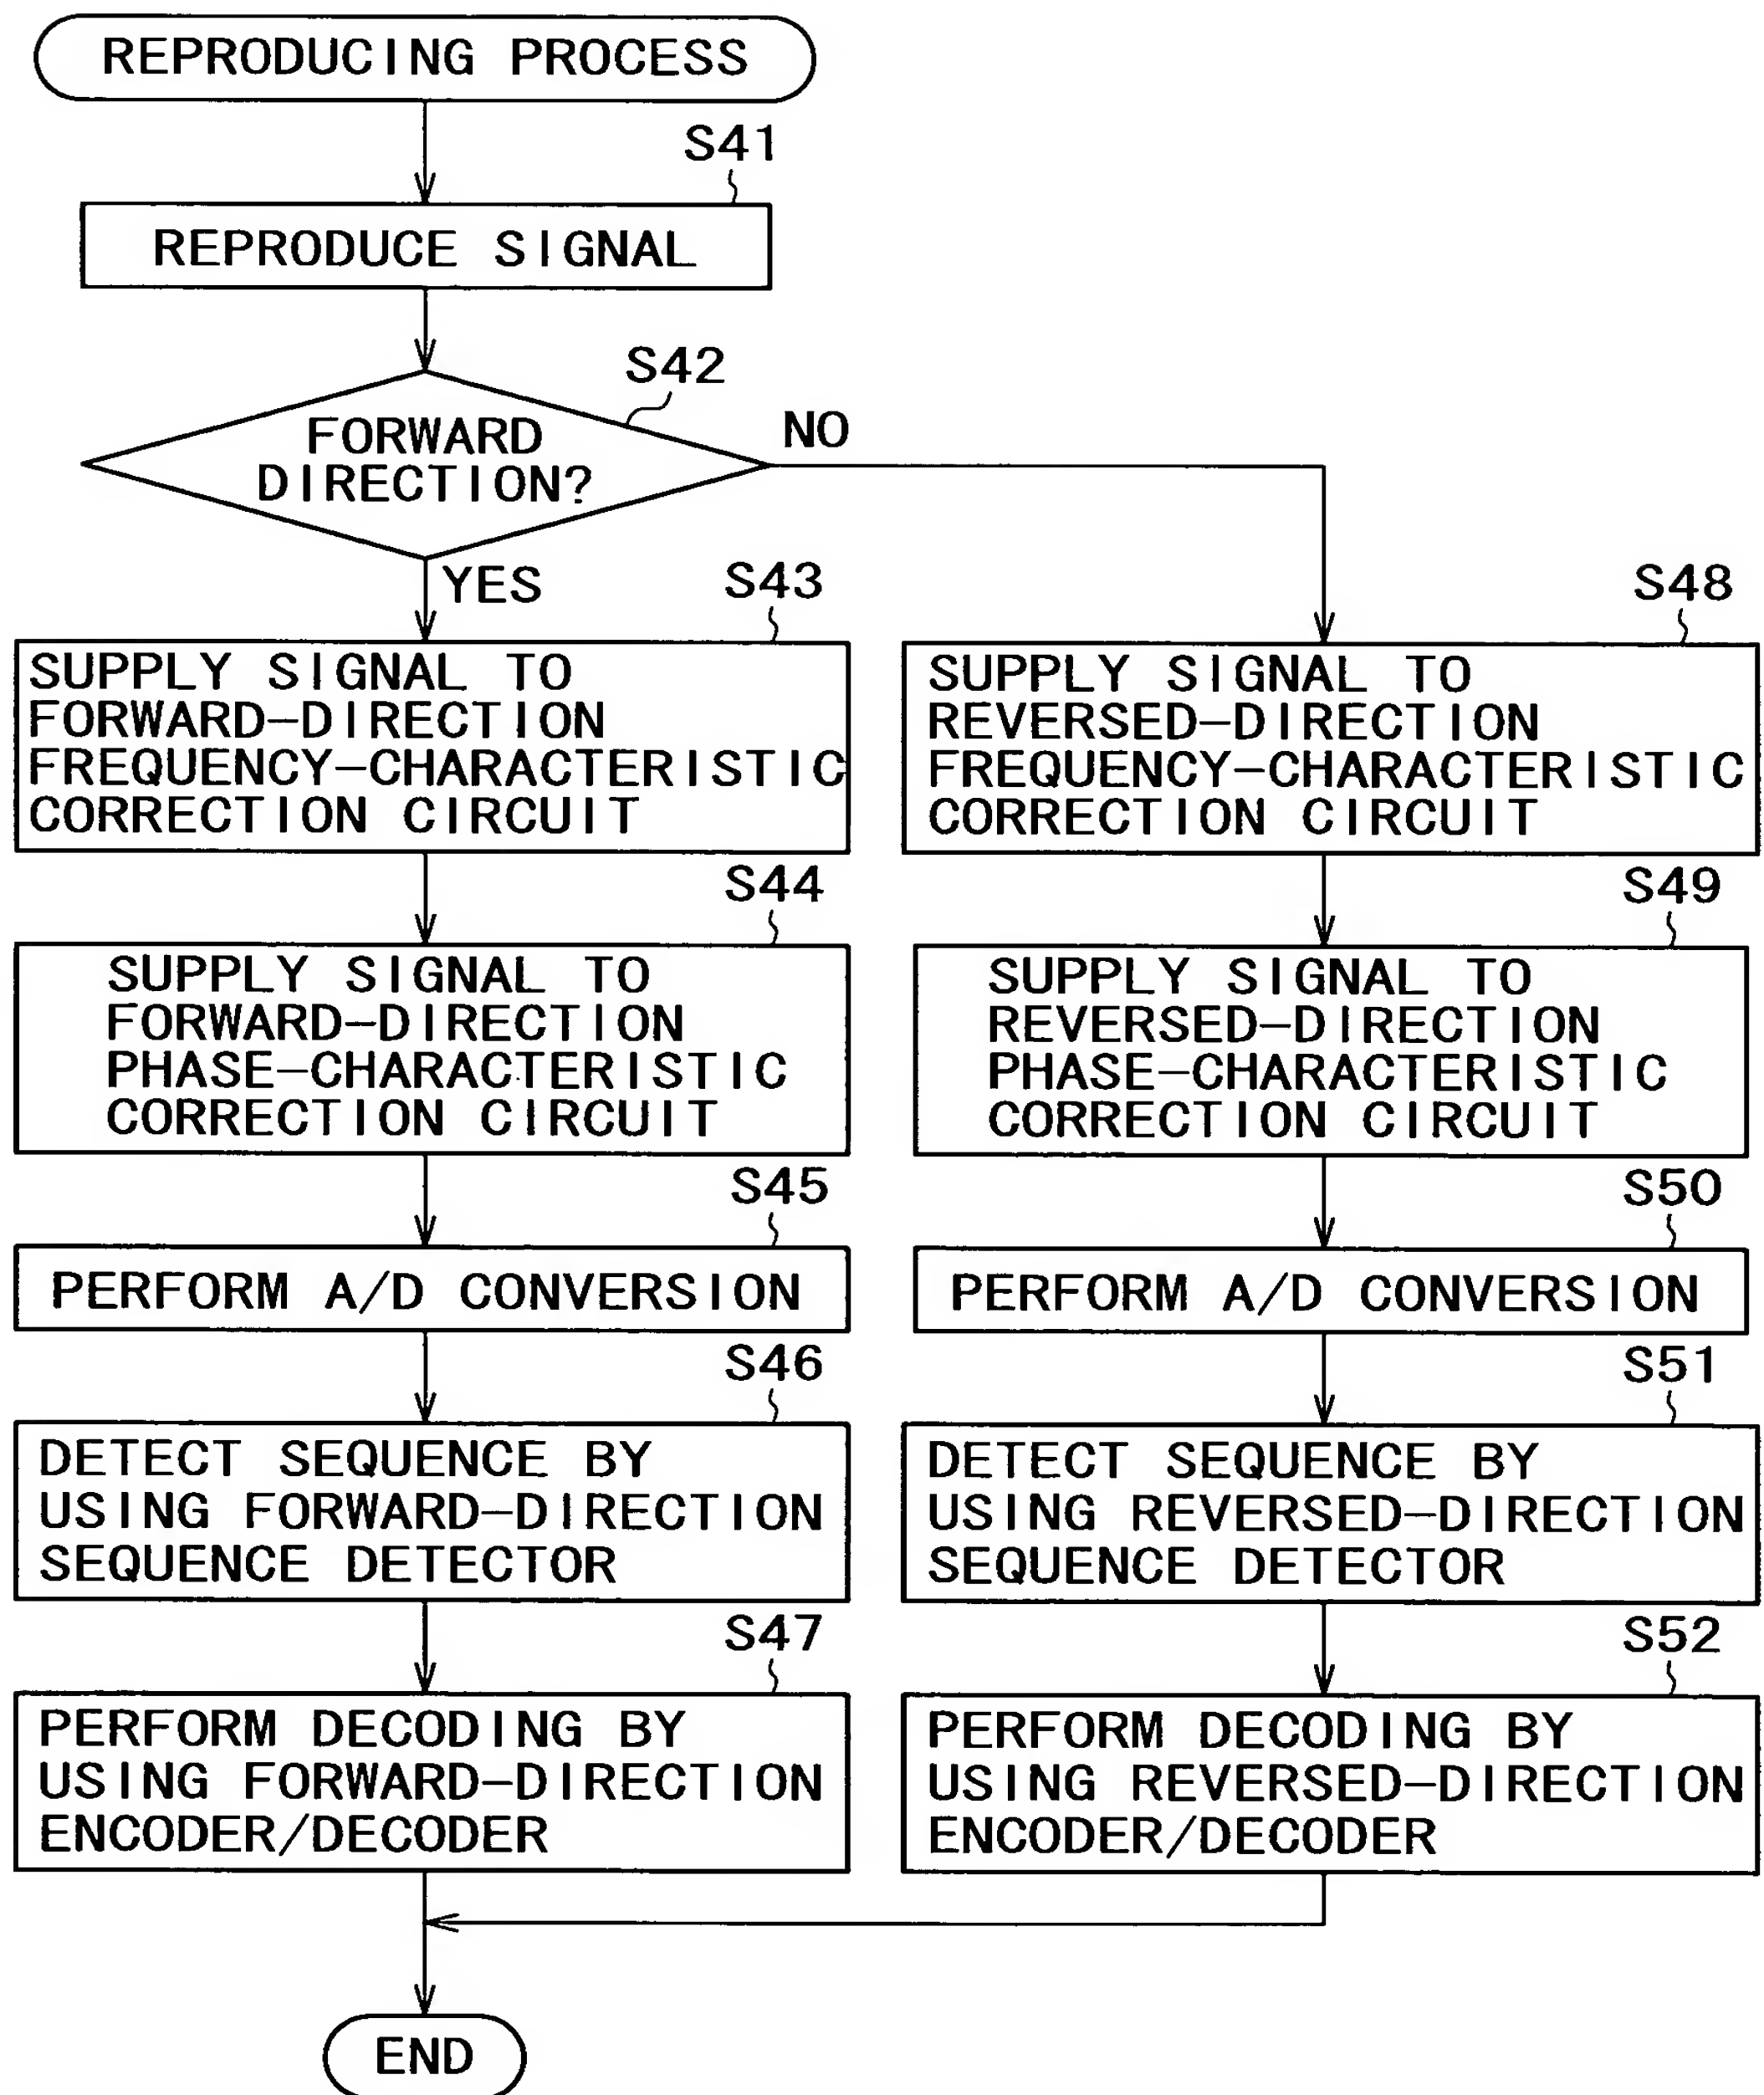 REPRODUCING PROCESS
S41
REPRODUCE SIGNAL
S42
FORWARD
DIRECTION?
NO
YES
S43
SUPPLY SIGNAL TO
FORWARD-DIRECTION
FREQUENCY-CHARACTERISTIC
CORRECTION CIRCUIT
S44
SUPPLY SIGNAL TO
FORWARD-DIRECTION
PHASE-CHARACTERISTIC
CORRECTION CIRCUIT
S45
PERFORM A/D CONVERSION
S46
DETECT SEQUENCE BY
USING FORWARD-DIRECTION
SEQUENCE DETECTOR
S47
PERFORM DECODING BY
USING FORWARD-DIRECTION
ENCODER/DECODER
S48
SUPPLY SIGNAL TO
REVERSED-DIRECTION
FREQUENCY-CHARACTERISTIC
CORRECTION CIRCUIT
S49
SUPPLY SIGNAL TO
REVERSED-DIRECTION
PHASE-CHARACTERISTIC
CORRECTION CIRCUIT
S50
PERFORM A/D CONVERSION
S51
DETECT SEQUENCE BY
USING REVERSED-DIRECTION
SEQUENCE DETECTOR
S52
PERFORM DECODING BY
USING REVERSED-DIRECTION
ENCODER/DECODER
END